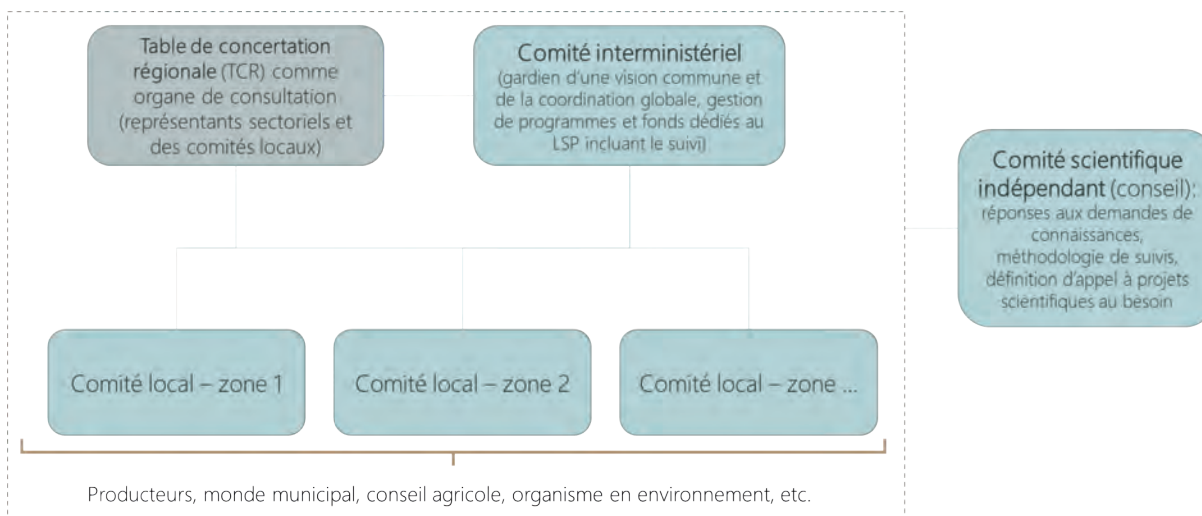 Table de concertation
régionale (TCR) comme
organe de consultation
(représentants sectoriels et
des comités locaux)
Comité interministériel
(gardien d'une vision commune et
de la coordination globale, gestion
de programmes et fonds dédiés au
LSP incluant le suivi)
Comité scientifique
indépendant (conseil):
réponses aux demandes de
connaissances,
méthodologie de suivis,
définition d'appel à projets
scientifiques au besoin
Comité local – zone 1
Comité local – zone 2
Comité local – zone ...
Producteurs, monde municipal, conseil agricole, organisme en environnement, etc.